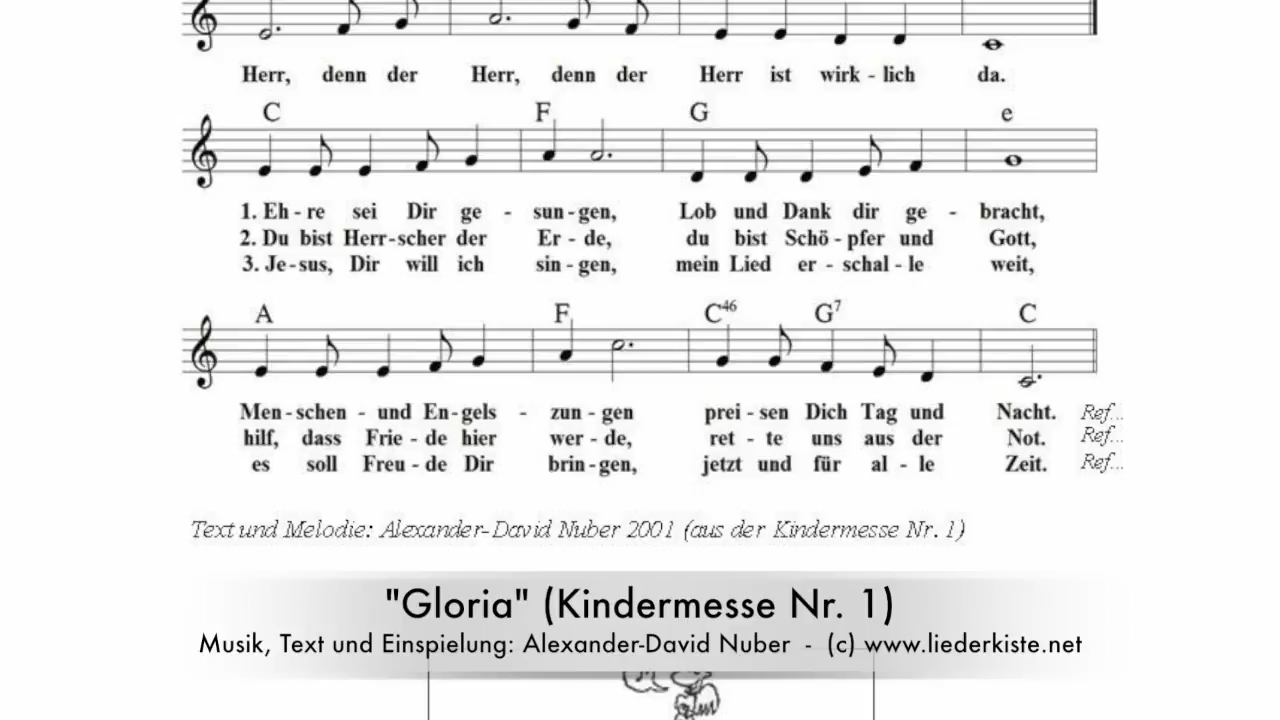 Herr, denn der Herr, denn der Herr ist wirk - lich da.
C F G e
1. Eh - re sei Dir ge - sun - gen, Lob und Dank dir ge - bracht,
2. Du bist Herr - scher der Er - de, du bist Schö - pfer und Gott,
3. Je - sus, Dir will ich sin - gen, mein Lied er - schal - le weit,
A F C46 G7 C
Men - schen - und En - gels - zun - gen prei - sen Dich Tag und Nacht. Ref...
hilf, dass Frie - de hier wer - de, ret - te uns aus der Not. Ref...
es soll Freu - de Dir brin - gen, jetzt und für al - le Zeit. Ref...
Text und Melodie: Alexander-David Nuber 2001 (aus der Kindermesse Nr. 1)
"Gloria" (Kindermesse Nr. 1)
Musik, Text und Einspielung: Alexander-David Nuber - (c) www.liederkiste.net